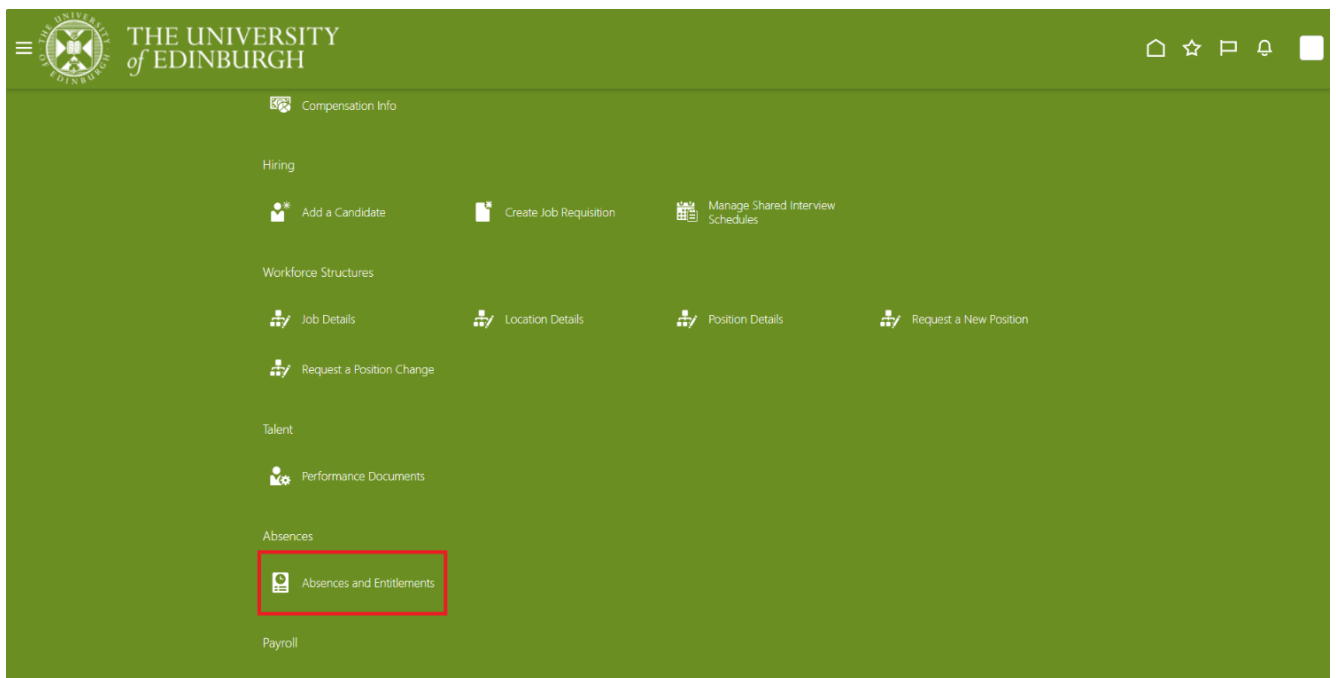 THE UNIVERSITY
of EDINBURGH
Compensation Info
Hiring
Add a Candidate
Create Job Requisition
Manage Shared Interview
Schedules
Workforce Structures
Job Details
Location Details
Position Details
Request a New Position
Request a Position Change
Talent
Performance Documents
Absences
Absences and Entitlements
Payroll